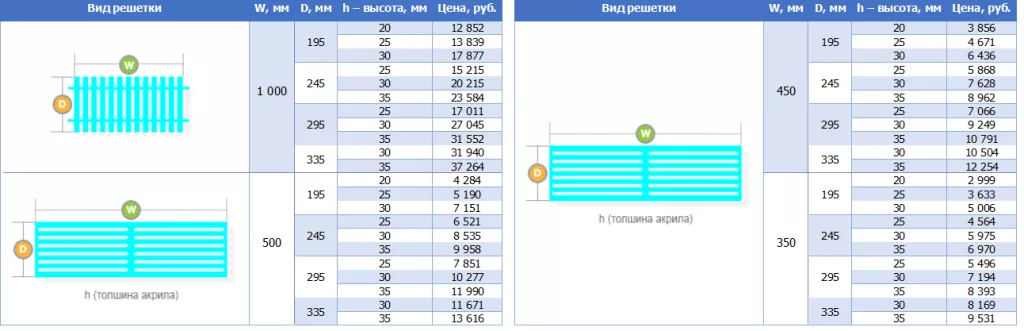 Вид решетки W, мм D, мм h – высота, мм Цена, руб.
W
D
1 000
195
20 12 852
25 13 839
30 17 877
245
25 15 215
30 20 215
35 23 584
295
25 17 011
30 27 045
35 31 552
335
30 31 940
35 37 264
W
D
h (толшина акрила)
500
195
20 4 284
25 5 190
30 7 151
245
25 6 521
30 8 535
35 9 958
295
25 7 851
30 10 277
35 11 990
335
30 11 671
35 13 616
Вид решетки W, мм D, мм h – высота, мм Цена, руб.
W
D
h (толшина акрила)
450
195
20 3 856
25 4 671
30 6 436
245
25 5 868
30 7 628
35 8 962
295
25 7 066
30 9 249
35 10 791
335
30 10 504
35 12 254
350
195
20 2 999
25 3 633
30 5 006
245
25 4 564
30 5 975
35 6 970
295
25 5 496
30 7 194
35 8 393
335
30 8 169
35 9 531